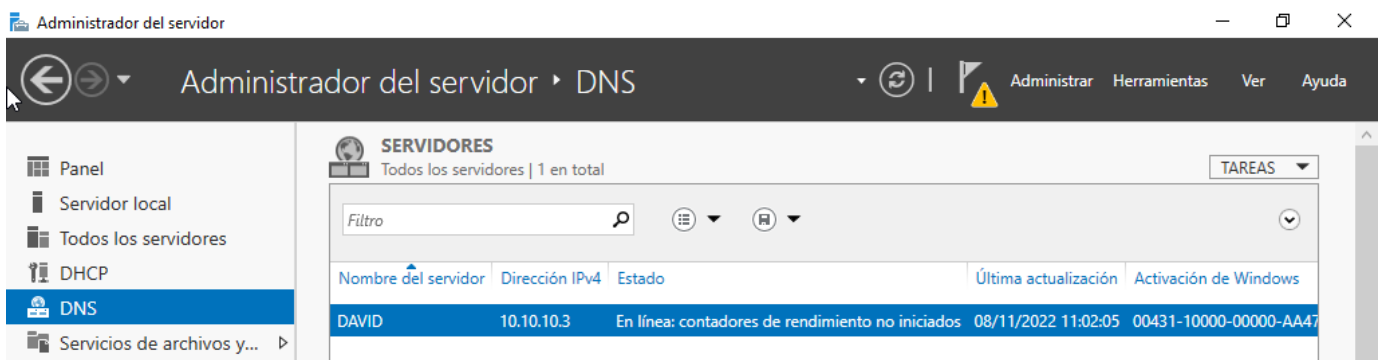 Administrador del servidor
Administrador del servidor ‣ DNS
Administrar Herramientas Ver Ayuda
Panel
Servidor local
Todos los servidores
DHCP
DNS
Servicios de archivos y...
SERVIDORES
Todos los servidores | 1 en total
TAREAS
Filtro
Nombre del servidor Dirección IPv4 Estado Última actualización Activación de Windows
DAVID 10.10.10.3 En línea: contadores de rendimiento no iniciados 08/11/2022 11:02:05 00431-10000-00000-AA47